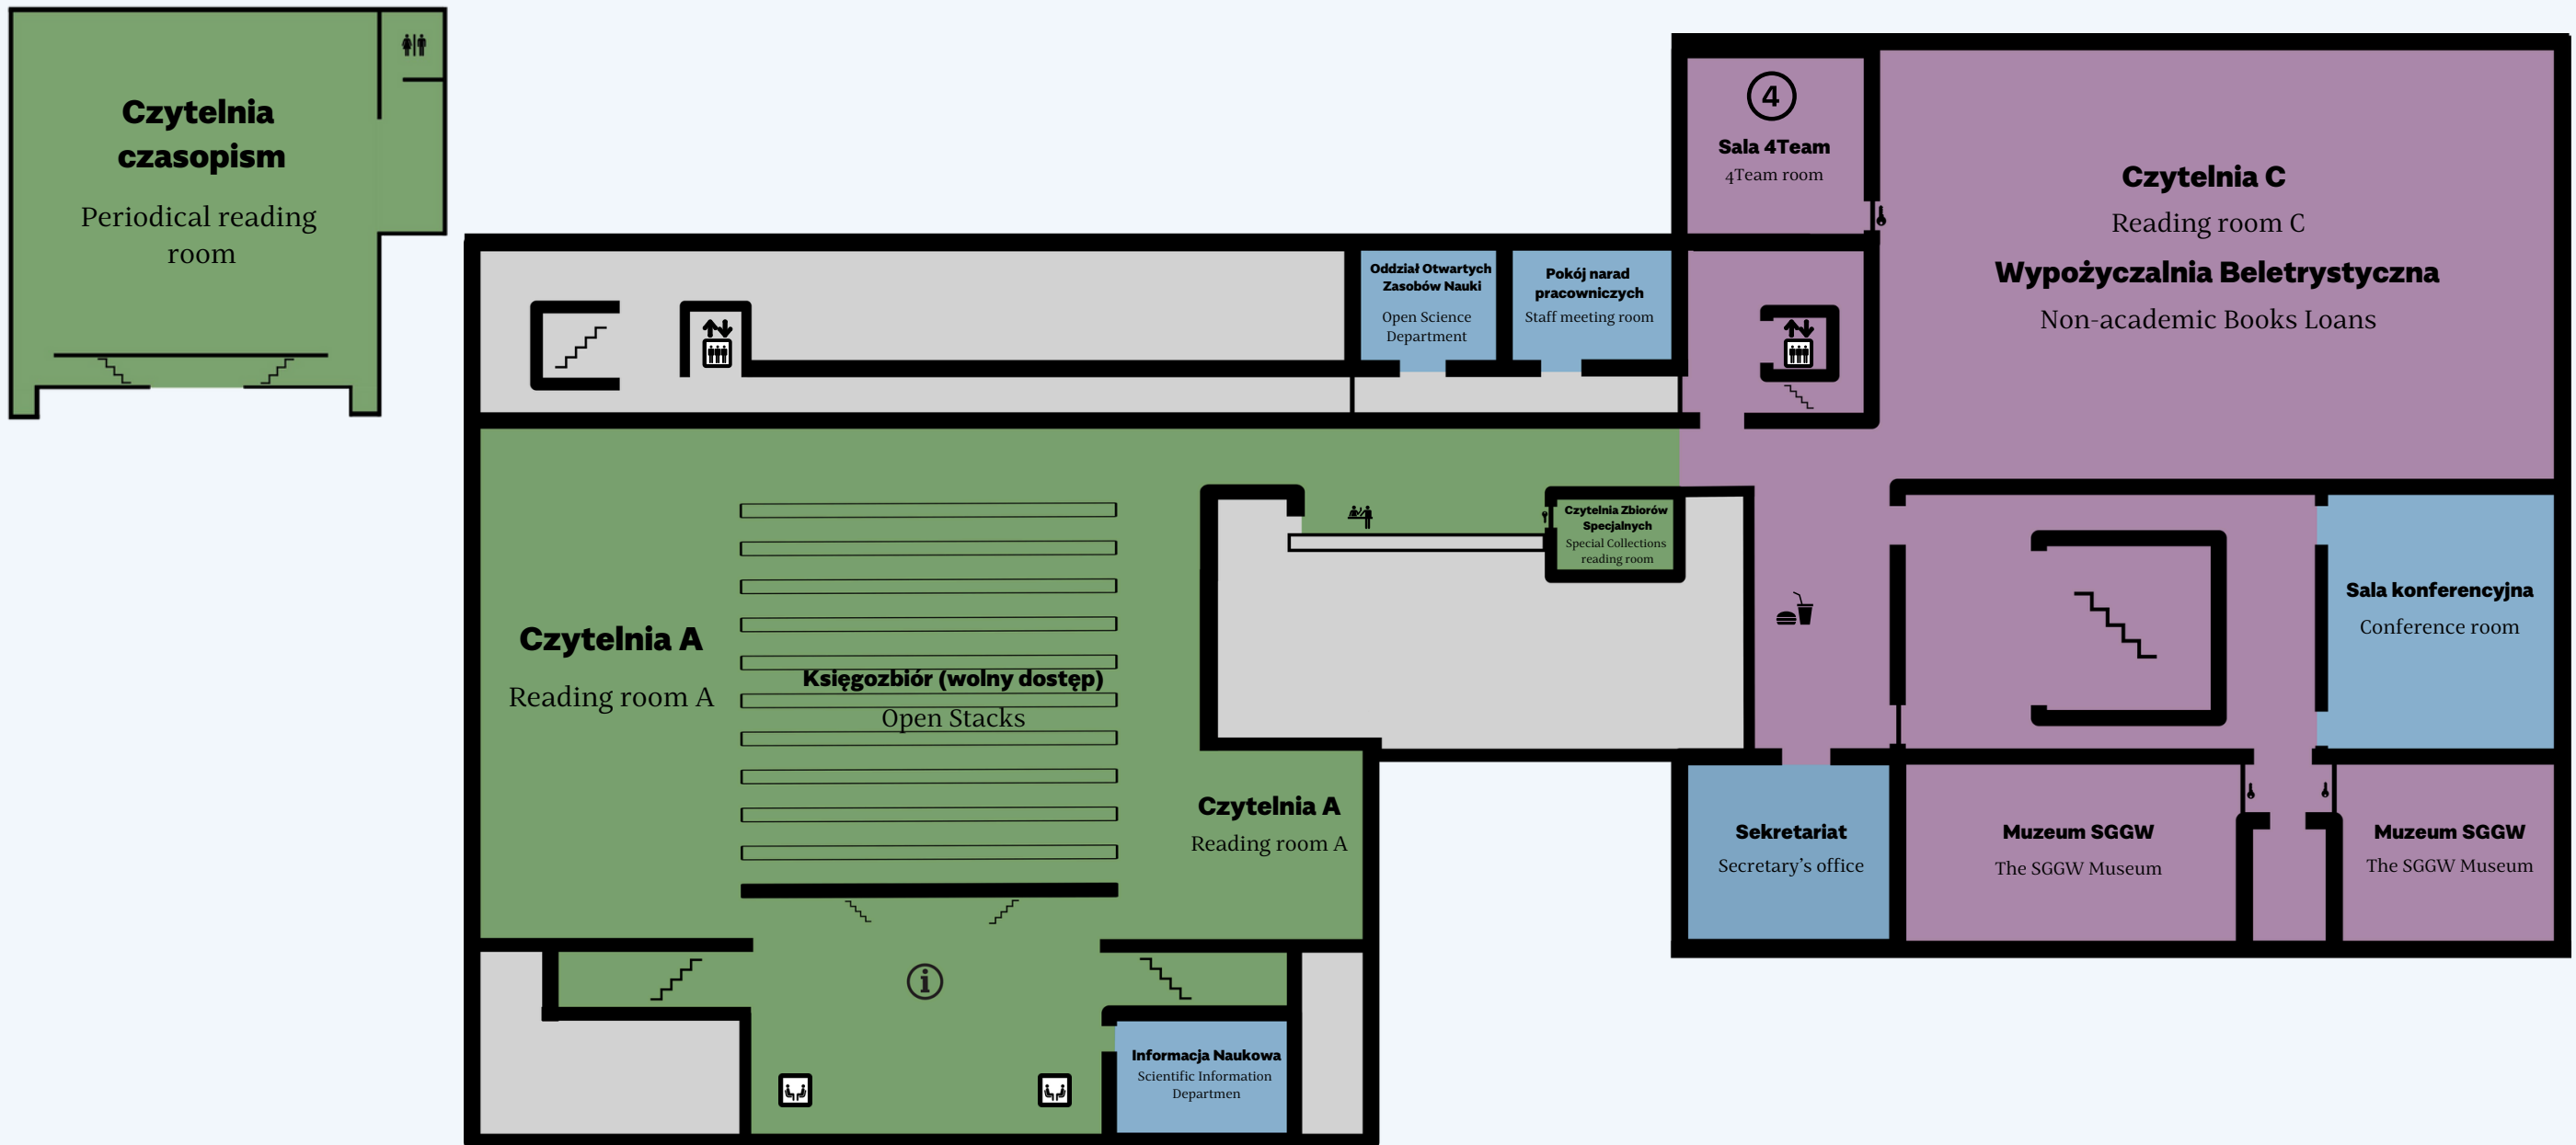 Czytelnia
czasopism
Periodical reading
room
4
Sala 4Team
4Team room
Czytelnia C
Reading room C
Wypożyczalnia Beletrystyczna
Non-academic Books Loans
Oddział Otwartych
Zasobów Nauki
Open Science
Department
Pokój narad
pracowniczych
Staff meeting room
Czytelnia Zbiorów
Specjalnych
Special Collections
reading room
Czytelnia A
Reading room A
Księgozbiór (wolny dostęp)
Open Stacks
Sala konferencyjna
Conference room
Czytelnia A
Reading room A
Sekretariat
Secretary’s office
Muzeum SGGW
The SGGW Museum
Muzeum SGGW
The SGGW Museum
i
Informacja Naukowa
Scientific Information
Departmen